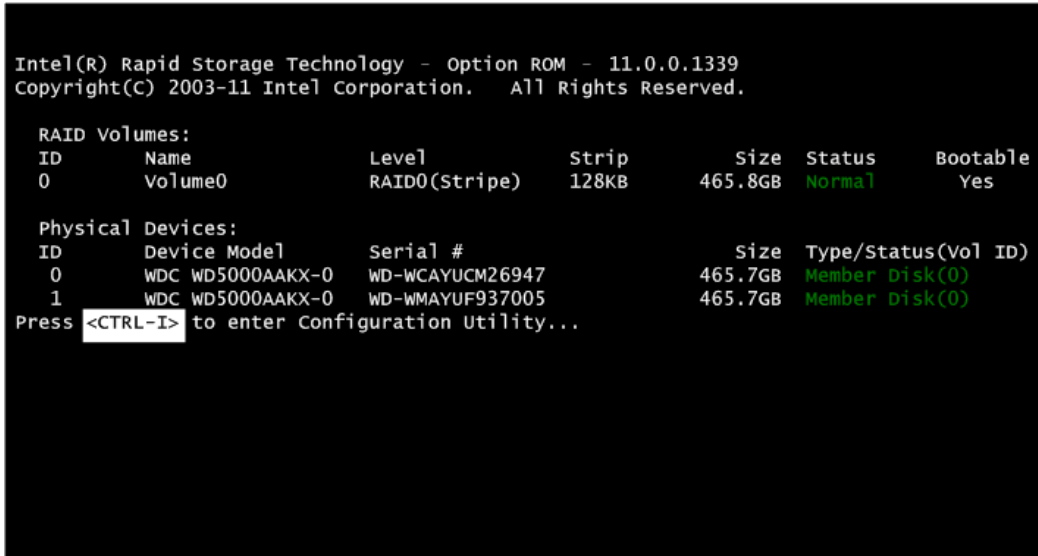 Intel(R) Rapid Storage Technology - Option ROM - 11.0.0.1339
Copyright(C) 2003-11 Intel Corporation. All Rights Reserved.
RAID Volumes:
ID Name Level Strip Size Status Bootable
0 Volume0 RAID0(Stripe) 128KB 465.8GB Normal Yes
Physical Devices:
ID Device Model Serial # Size Type/Status(Vol ID)
0 WDC WD5000AAKX-0 WD-WCAYUCM26947 465.7GB Member Disk(0)
1 WDC WD5000AAKX-0 WD-WMAYUF937005 465.7GB Member Disk(0)
Press <CTRL-I> to enter Configuration Utility...